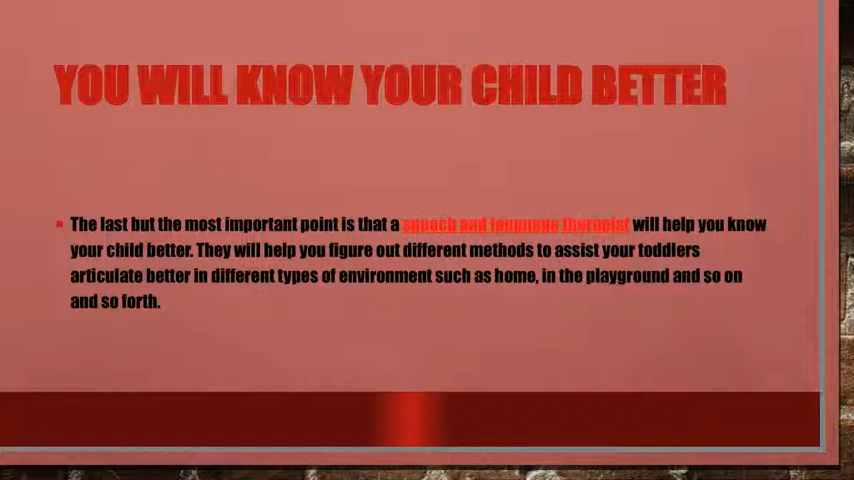 YOU WILL KNOW YOUR CHILD BETTER
• The last but the most important point is that a speech and language therapist will help you know
your child better. They will help you figure out different methods to assist your toddlers
articulate better in different types of environment such as home, in the playground and so on
and so forth.